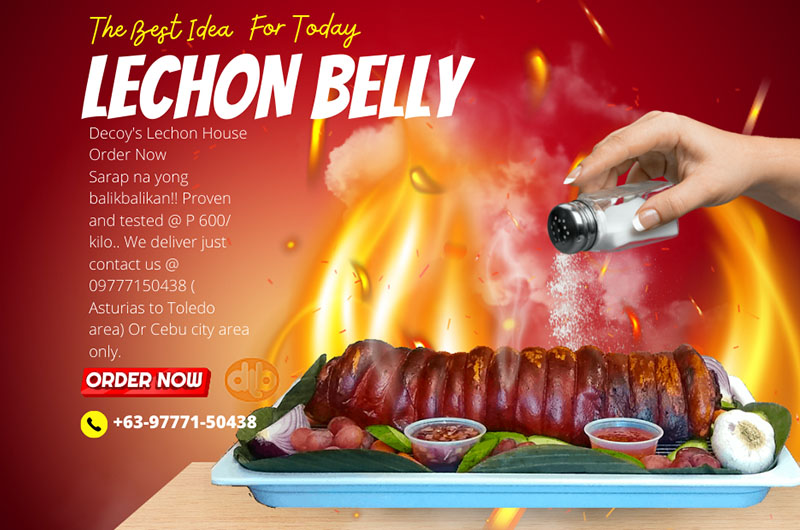 The Best Idea For Today
LECHON BELLY
Decoy's Lechon House
Order Now
Sarap na yong
balikbalikan!! Proven
and tested @ P 600/
kilo.. We deliver just
contact us @
09777150438 (
Asturias to Toledo
area) Or Cebu city area
only.
ORDER NOW
+63-97771-50438